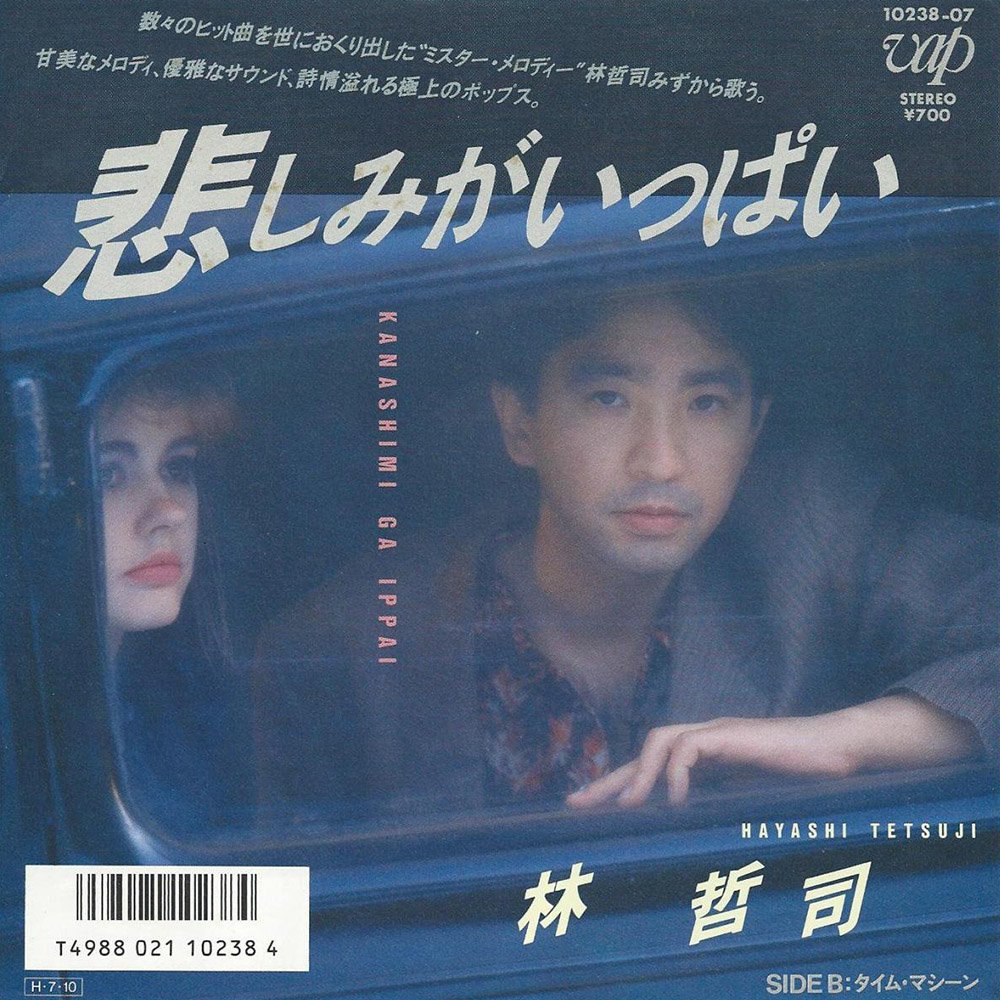 数々のヒット曲を世におくり出した“ミスター・メロディー”林哲司みずから歌う。
甘美なメロディ、優雅なサウンド、詩情溢れる極上のポップス。
10238-07
vap
STEREO
¥700
悲しみがいっぱい
KANASHIMI GA IPPAI
HAYASHI TETSUJI
林 哲司
T4988 021 10238 4
H・7・10
SIDE B：タイム・マシーン